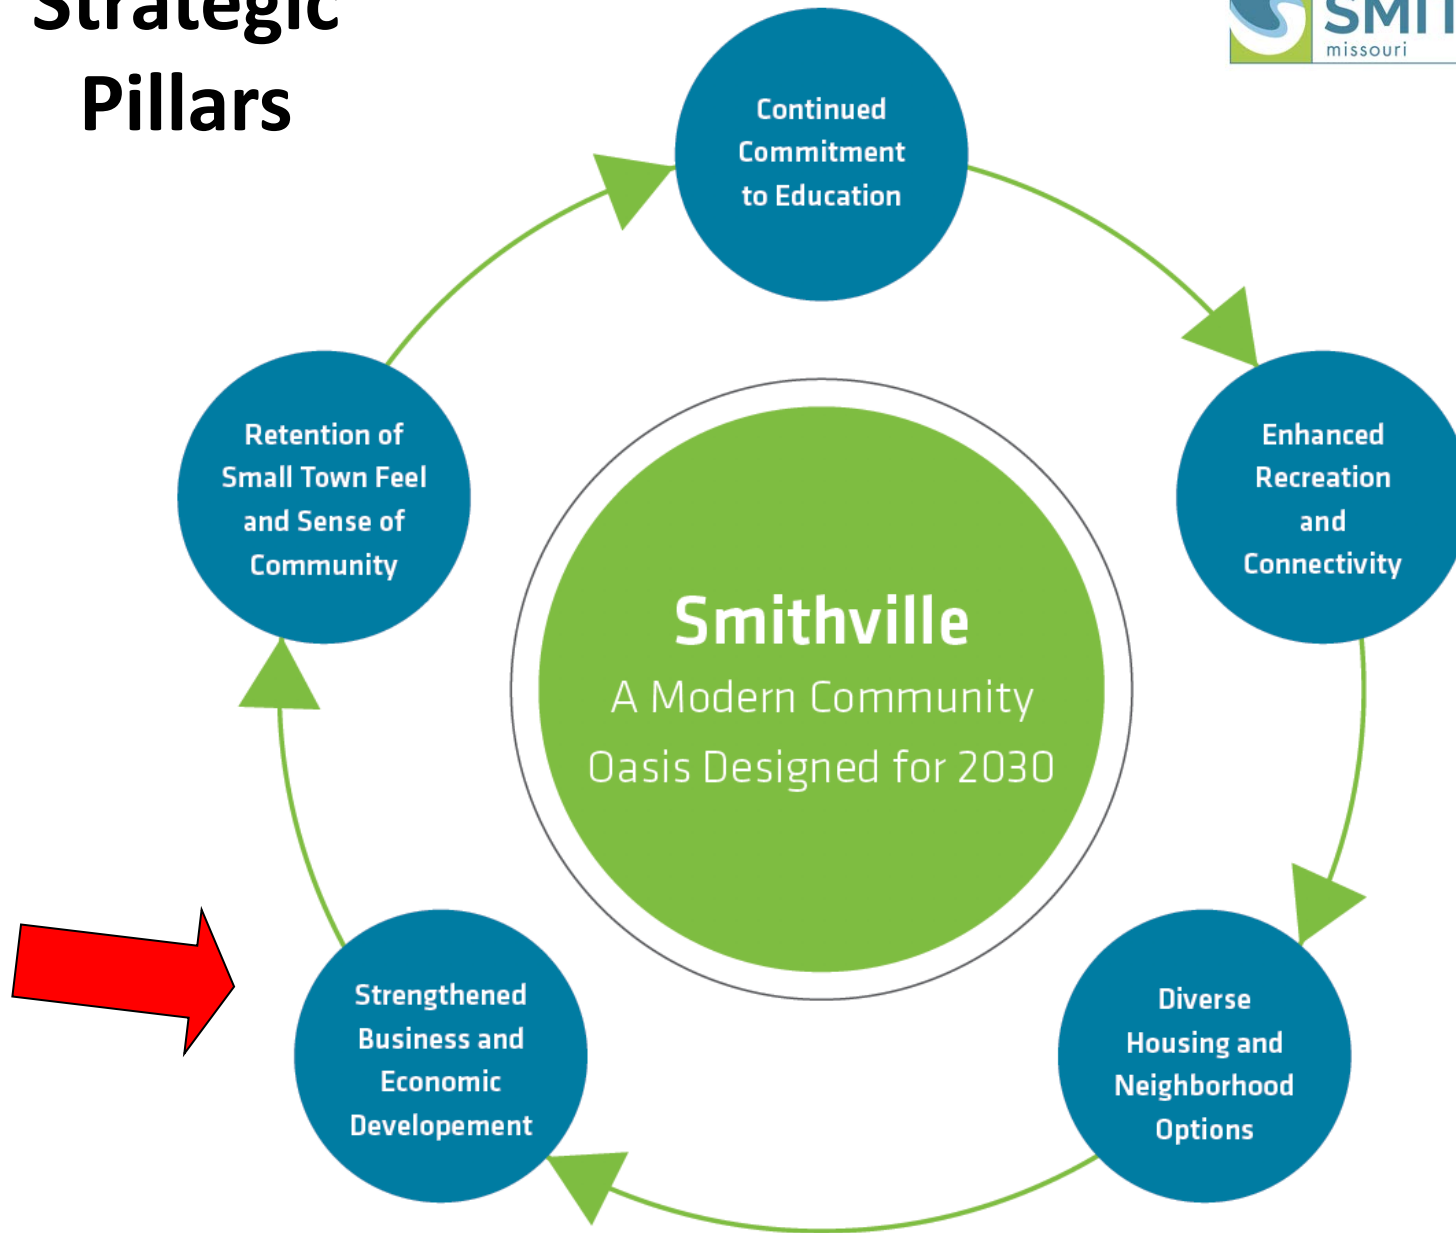 Strategic
Pillars
SMIT
missouri
Continued
Commitment
to Education
Enhanced
Recreation
and
Connectivity
Diverse
Housing and
Neighborhood
Options
Strengthened
Business and
Economic
Developement
Retention of
Small Town Feel
and Sense of
Community
Smithville
A Modern Community
Oasis Designed for 2030